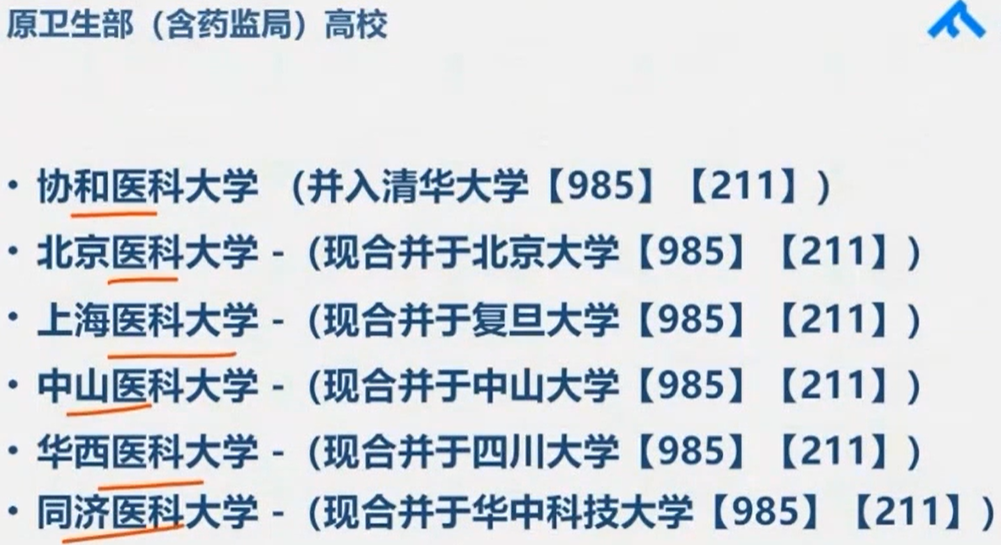 原卫生部（含药监局）高校
• 协和医科大学 （并入清华大学【985】【211】）
• 北京医科大学 -（现合并于北京大学【985】【211】）
• 上海医科大学 -（现合并于复旦大学【985】【211】）
• 中山医科大学 -（现合并于中山大学【985】【211】）
• 华西医科大学 -（现合并于四川大学【985】【211】）
• 同济医科大学 -（现合并于华中科技大学【985】【211】）